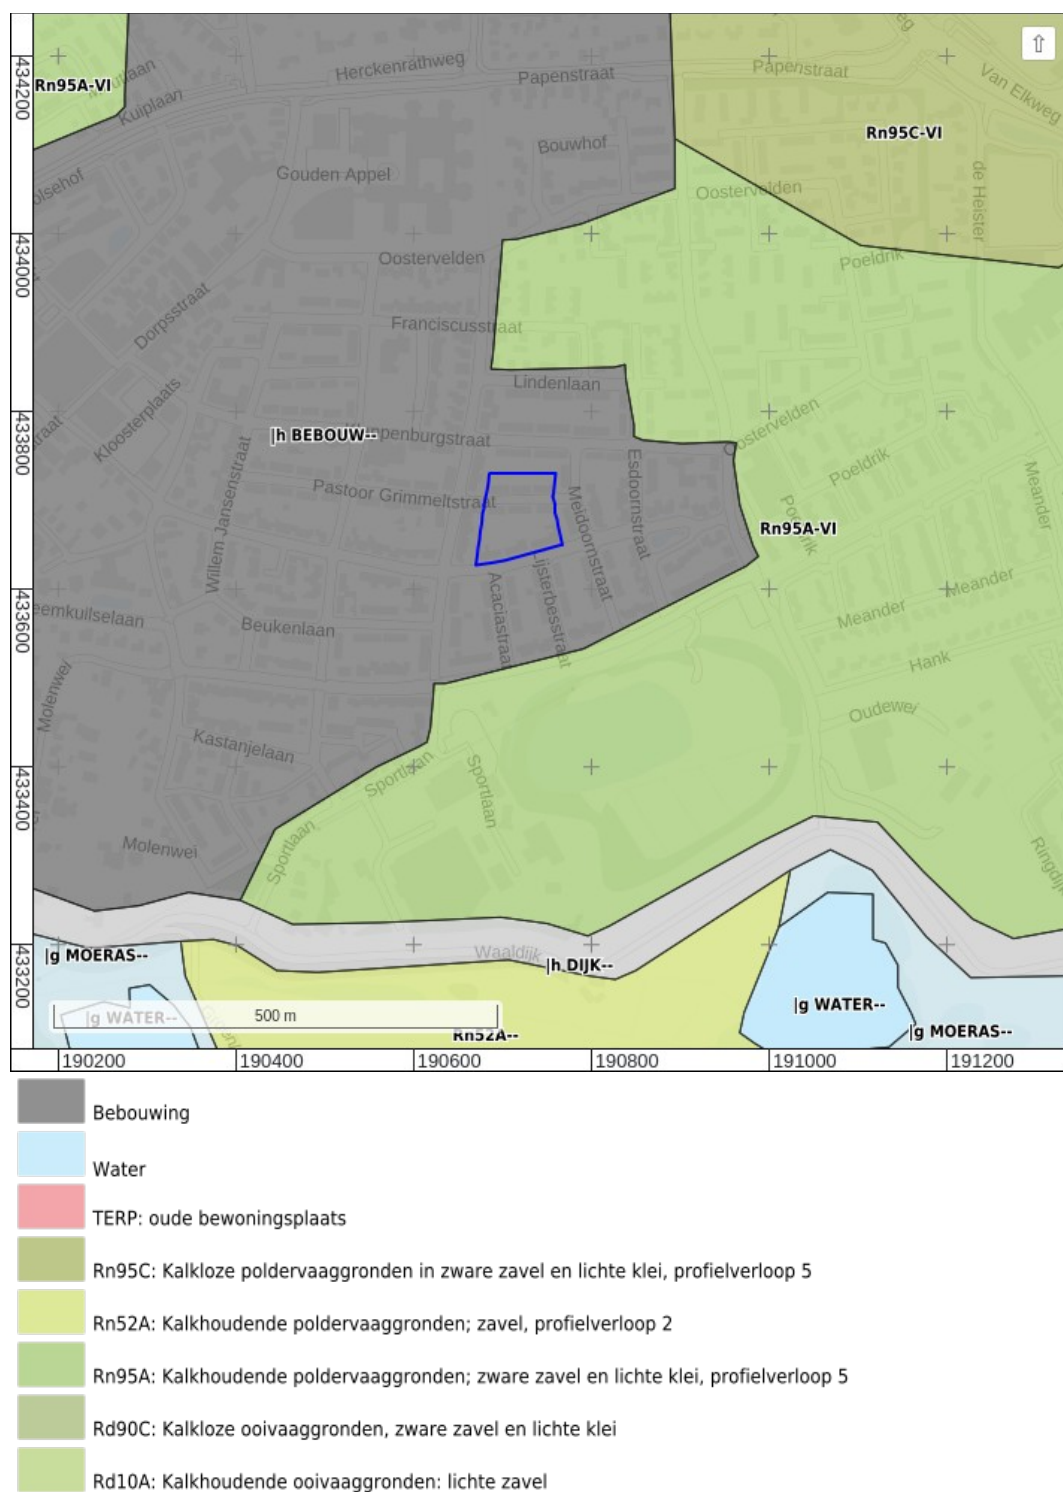 ⇧
Herckenrathweg
Papenstraat
Papenstraat
Van Elkweg
434200
Rn95A-VI
Kuiplaan
Rn95C-VI
Bouwhof
Gouden Appel
de Heister
Oostervelden
434000
Oostervelden
Poeldrik
Dorpsstraat
Franciscusstraat
Lindenlaan
Kloosterplaats
433800
|h BEBOUW--
Oostervelden
Esdoornstraat
Poeldrik
Meander
Willem Jansenstraat
Pastoor Grimmeltstraat
Meidoornstraat
Poeldrik
Rn95A-VI
Lijsterbesstraat
Acaciastraat
433600
Beukenlaan
Meander
Meander
Hank
Molenwei
Oudewei
Kastanjelaan
Sportlaan
Sportlaan
433400
Molenwei
Sportlaan
Ringdijk
Waaldijk
|h DIJK--
|g MOERAS--
433200
|g WATER--
|g WATER--
|g MOERAS--
500 m
Rn52A--
190200 190400 190600 190800 191000 191200
Bebouwing
Water
TERP: oude bewoningsplaats
Rn95C: Kalkloze poldervaaggronden in zware zavel en lichte klei, profielverloop 5
Rn52A: Kalkhoudende poldervaaggronden; zavel, profielverloop 2
Rn95A: Kalkhoudende poldervaaggronden; zware zavel en lichte klei, profielverloop 5
Rd90C: Kalkloze ooivaaggronden, zware zavel en lichte klei
Rd10A: Kalkhoudende ooivaaggronden: lichte zavel